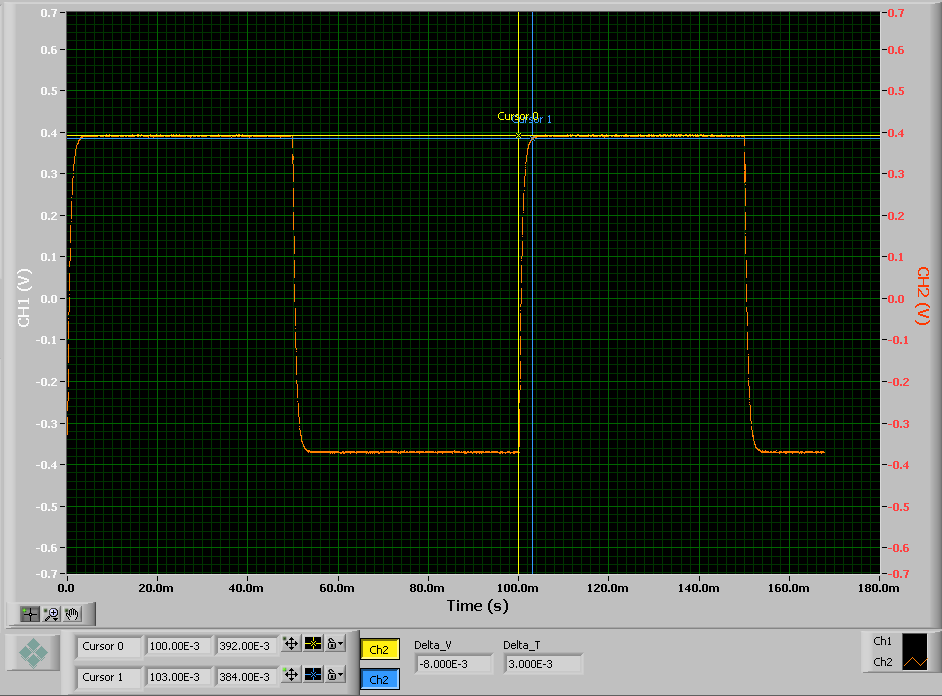 0.7 0.7
0.6 0.6
0.5 0.5
Cursor 0
Cursor 1
0.4 0.4
0.3 0.3
0.2 0.2
0.1 0.1
CH1 (V)
CH2 (V)
0.0 0.0
-0.1 -0.1
-0.2 -0.2
-0.3 -0.3
-0.4 -0.4
-0.5 -0.5
-0.6 -0.6
-0.7 -0.7
0.0 20.0m 40.0m 60.0m 80.0m 100.0m 120.0m 140.0m 160.0m 180.0m
Time (s)
Cursor 0 100.00E-3 392.00E-3 Ch2 Delta_V Delta_T Ch1
Cursor 1 103.00E-3 384.00E-3 Ch2 -8.000E-3 3.000E-3 Ch2